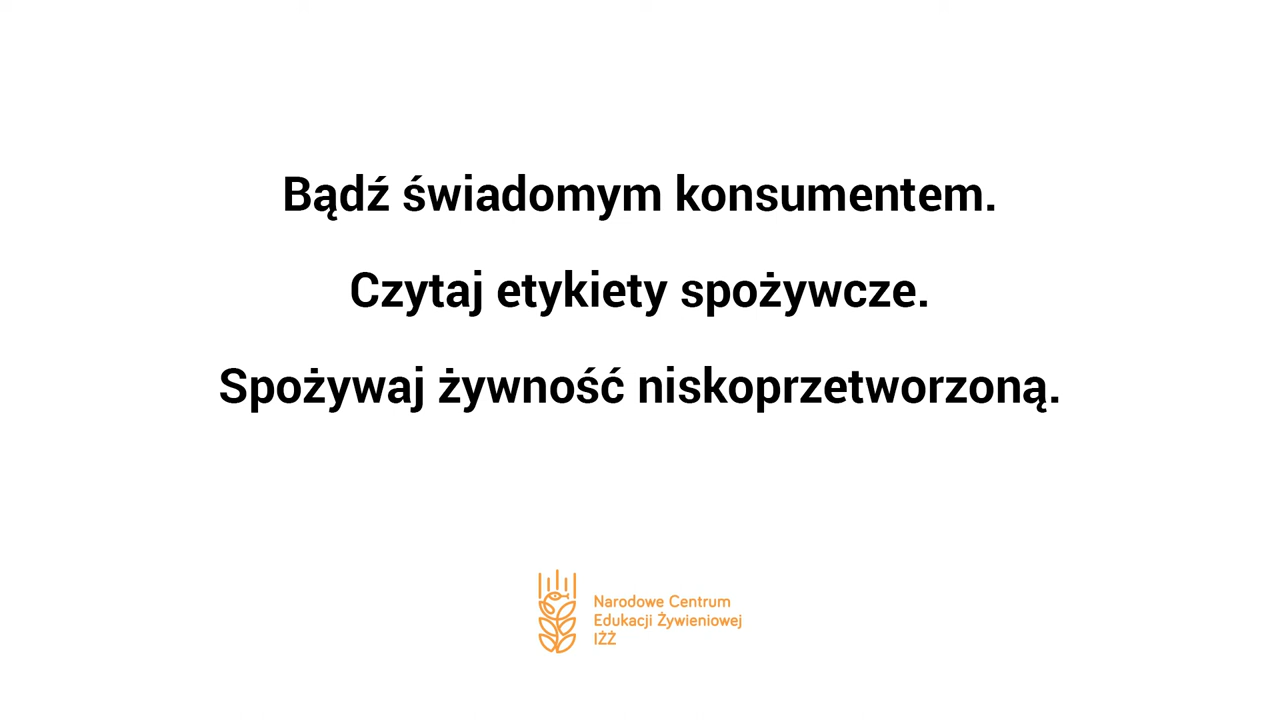 Bądź świadomym konsumentem.
Czytaj etykiety spożywcze.
Spożywaj żywność niskoprzetworzoną.
Narodowe Centrum
Edukacji Żywieniowej
IŻŻ